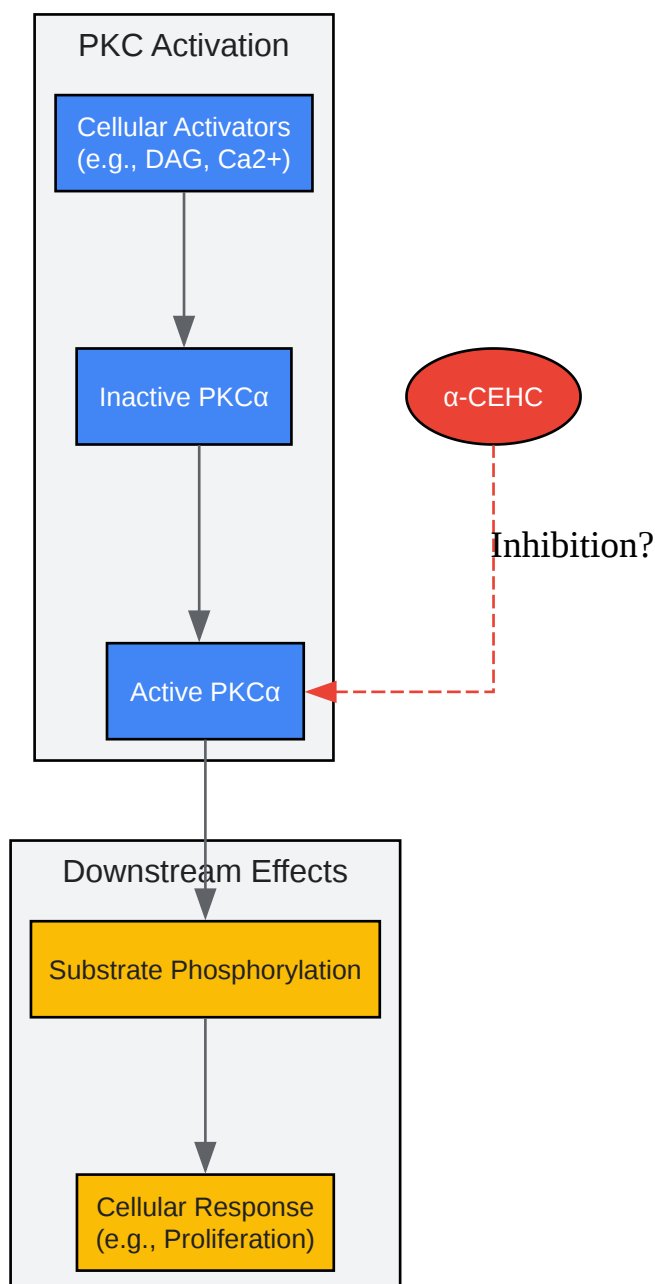 PKC Activation
Cellular Activators
(e.g., DAG, Ca2+)
Inactive PKCα
α-CEHC
Inhibition?
Active PKCα
Downstream Effects
Substrate Phosphorylation
Cellular Response
(e.g., Proliferation)